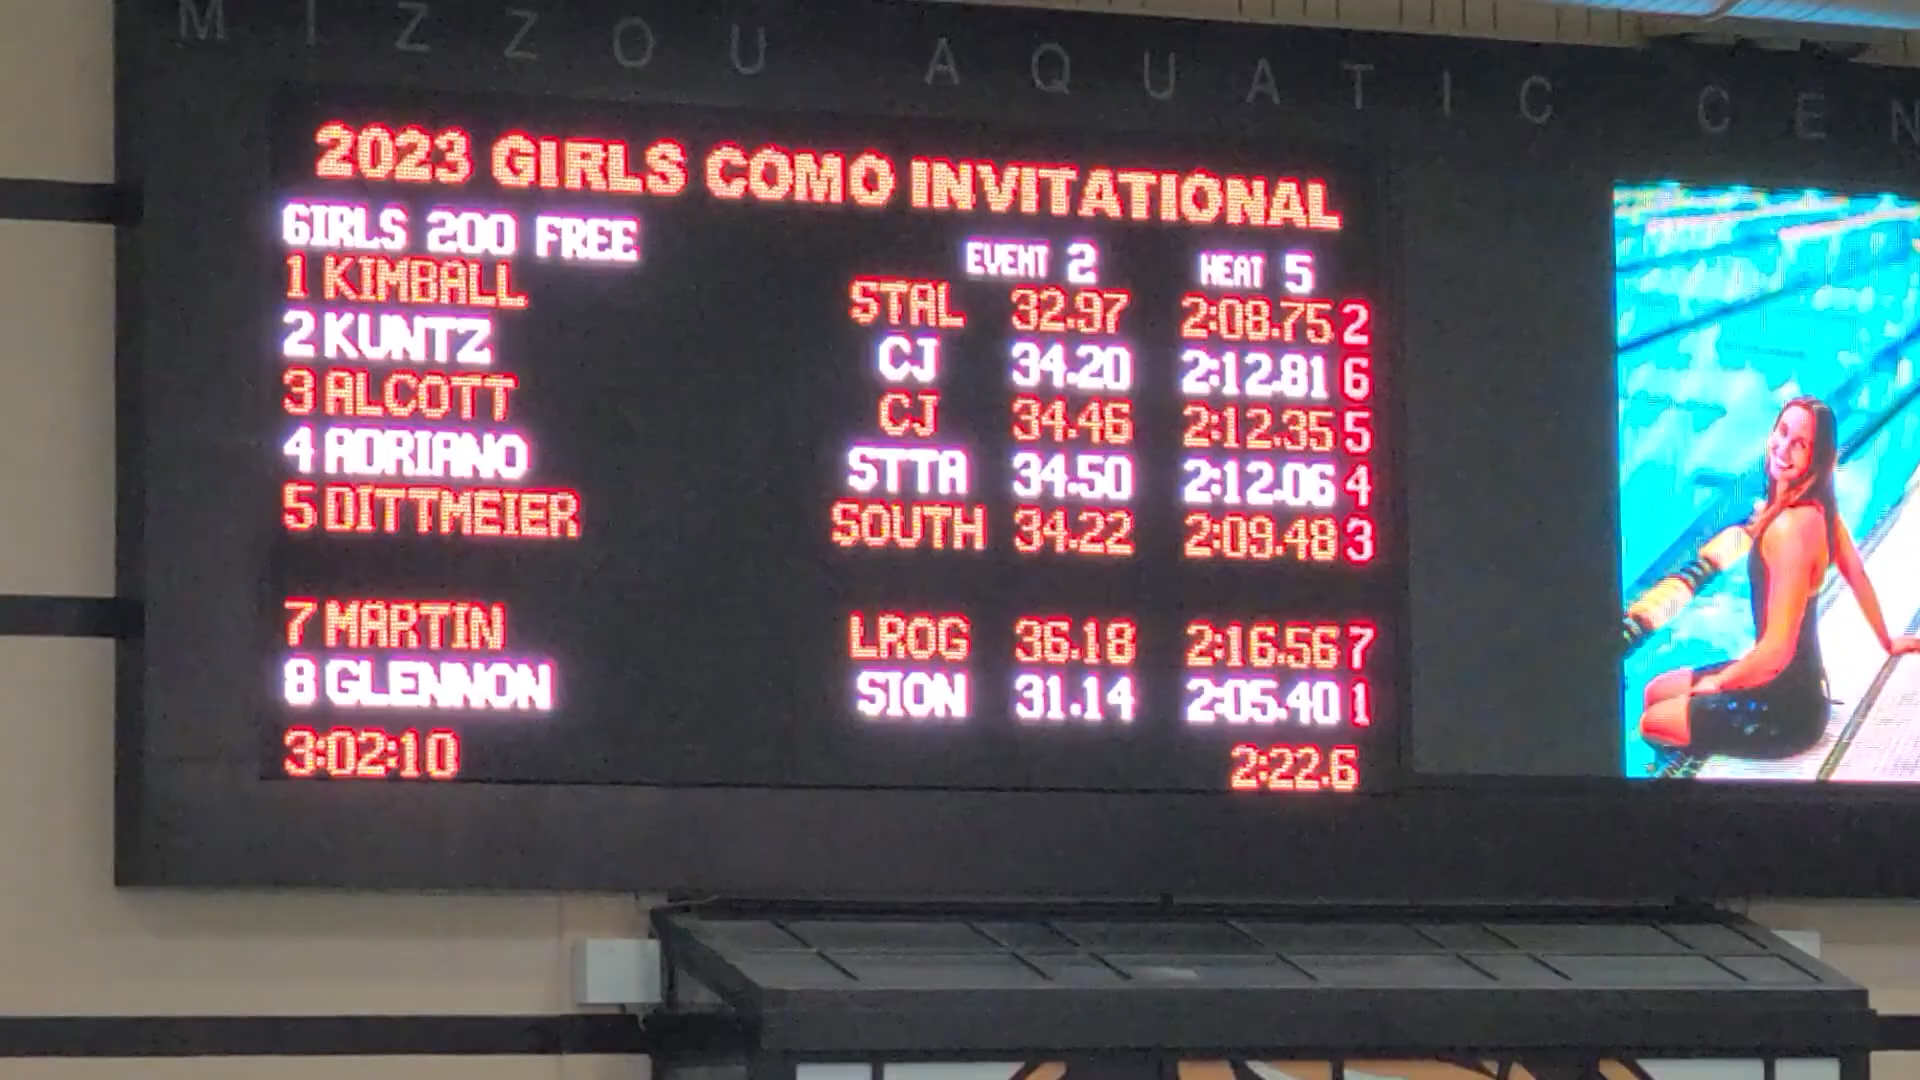 MIZZOU AQUATIC CEN
2023 GIRLS COMO INVITATIONAL
GIRLS 200 FREE EVENT 2 HEAT 5
1 KIMBALL STAL 32.97 2:08.75 2
2 KUNTZ CJ 34.20 2:12.81 6
3 ALCOTT CJ 34.46 2:12.35 5
4 ADRIANO STTA 34.50 2:12.06 4
5 DITTMEIER SOUTH 34.22 2:09.48 3
7 MARTIN LROG 36.18 2:16.56 7
8 GLENNON SION 31.14 2:05.40 1
3:02:10 2:22.6